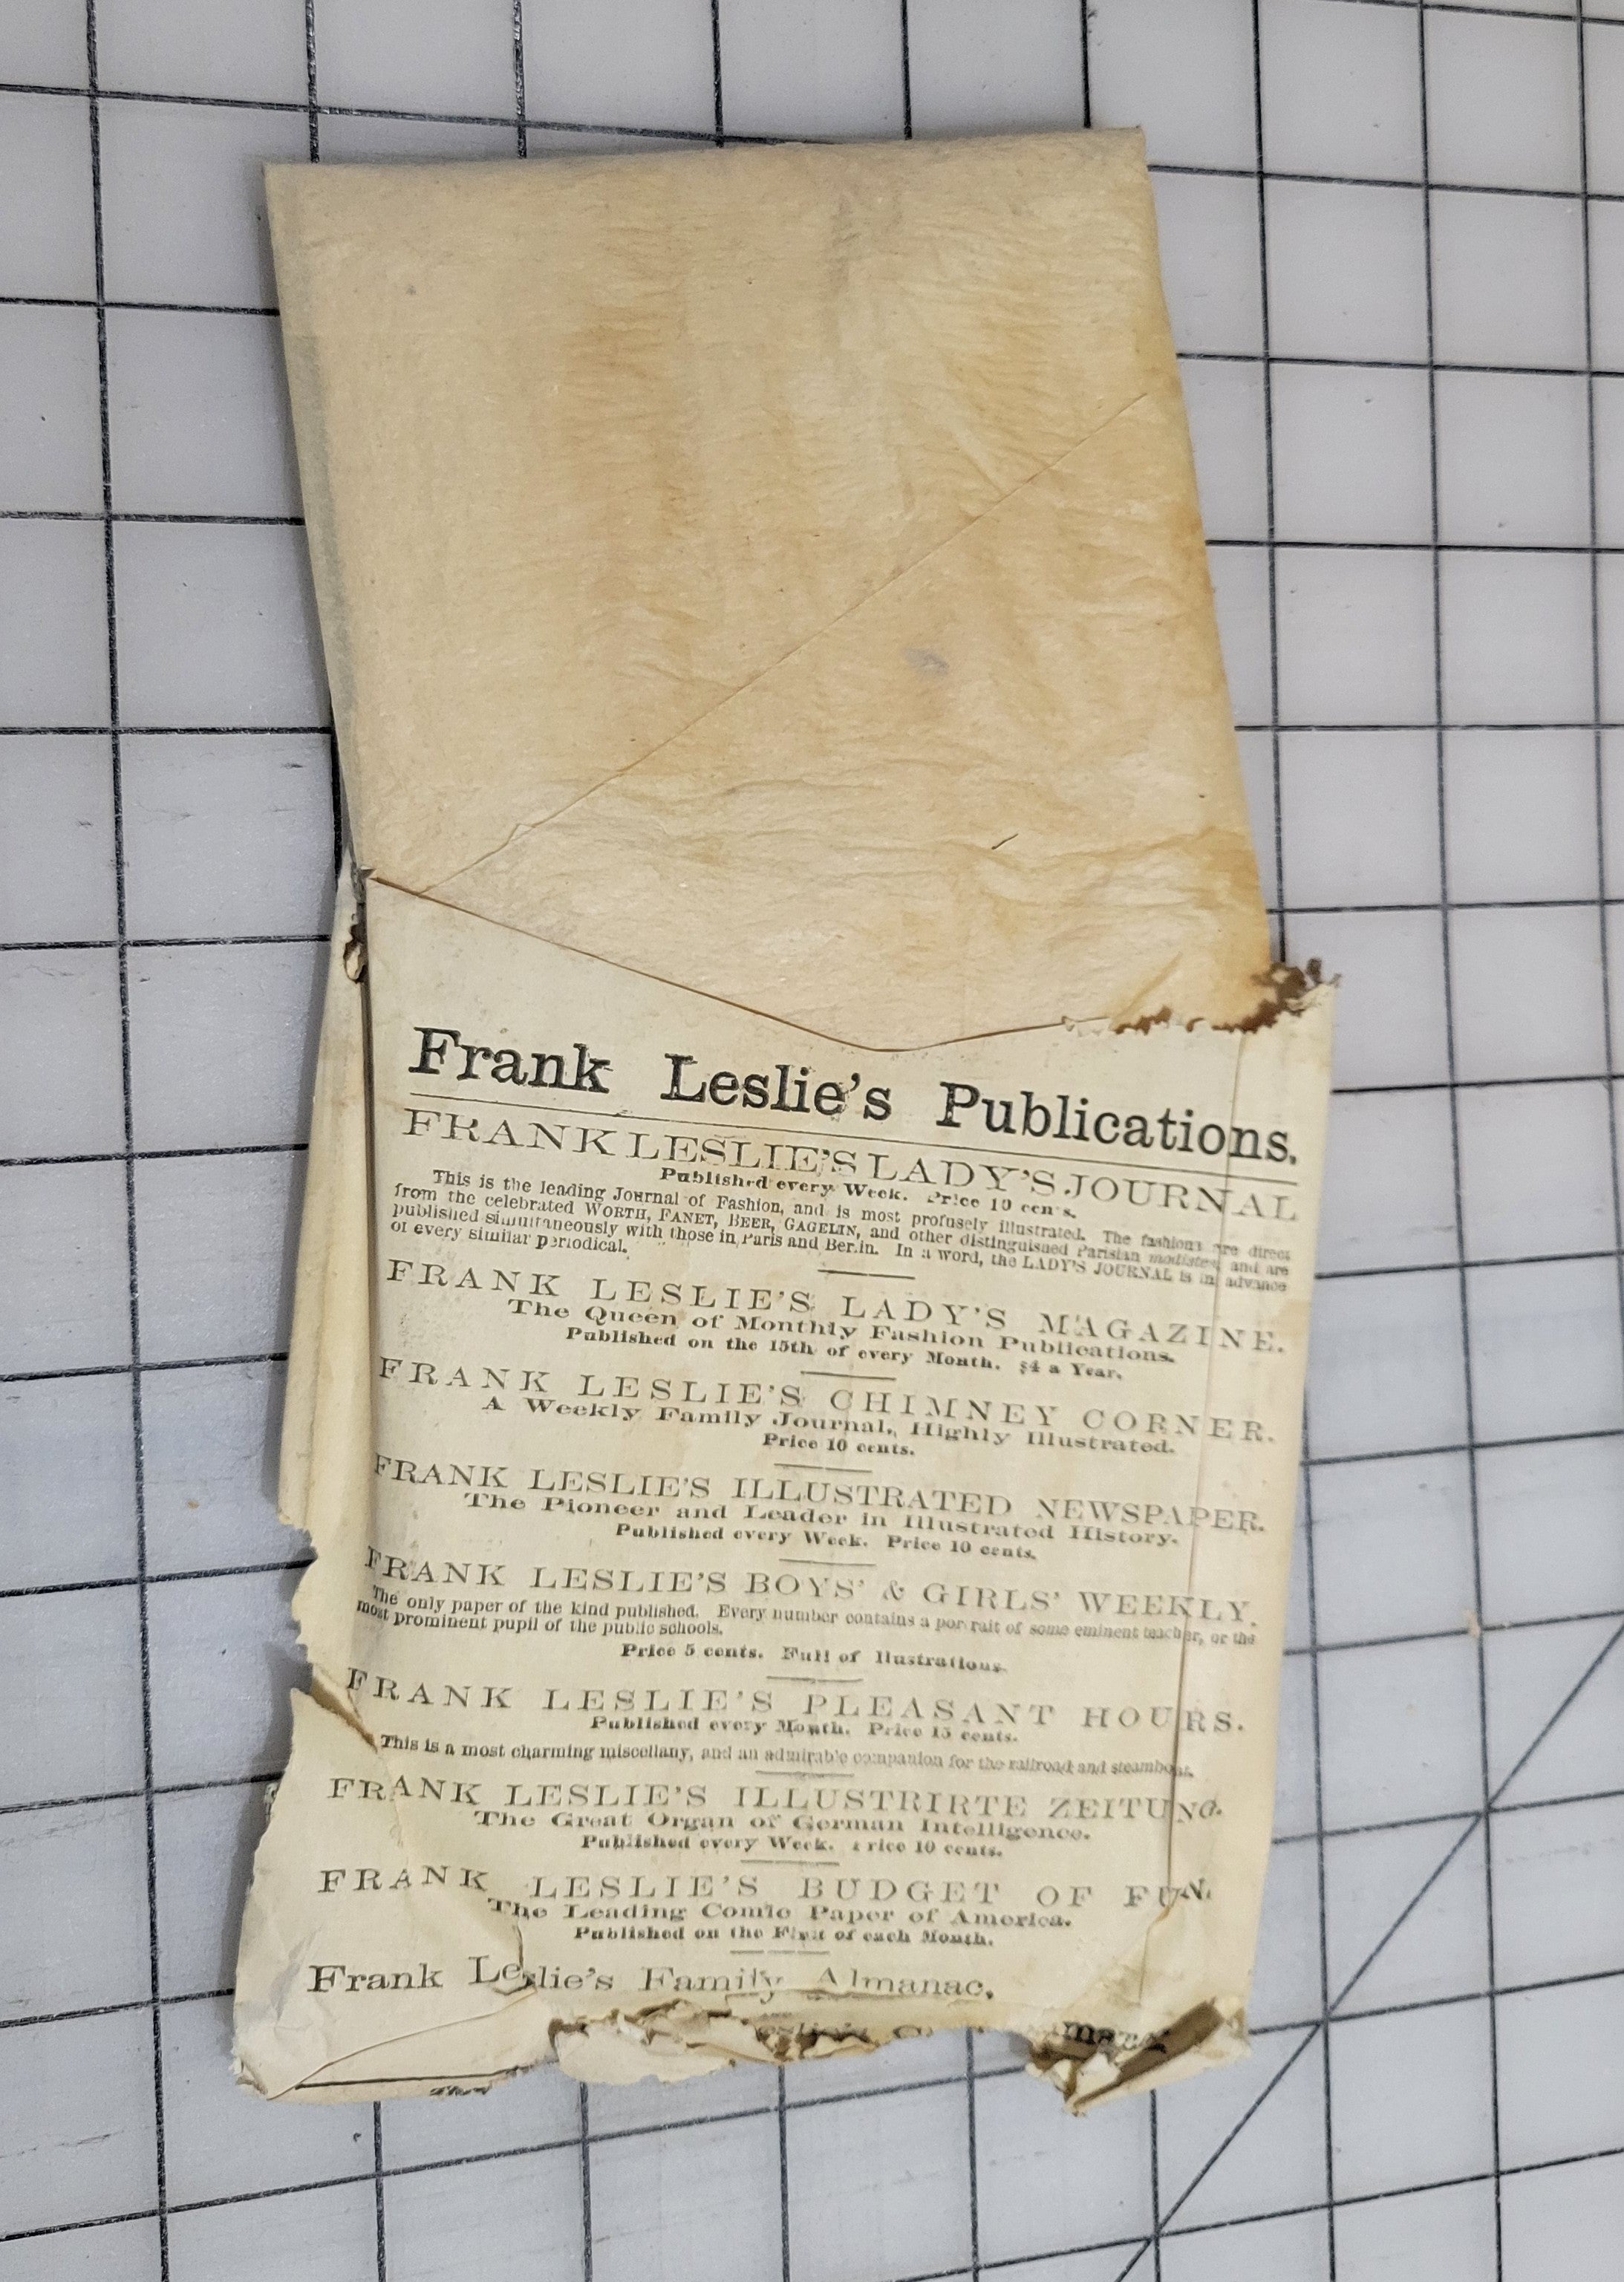 Frank Leslie's Publications.
FRANK LESLIE'S LADY'S JOURNAL
Published every Week. Price 10 cents.
This is the leading Journal of Fashion, and is most profusely illustrated. The fashions are direct
from the celebrated WORTH, FANET, BEER, GAGELIN, and other distinguished Parisian modistes, and are
published simultaneously with those in Paris and Berlin. In a word, the LADY'S JOURNAL is in advance
of every similar periodical.
FRANK LESLIE'S LADY'S MAGAZINE.
The Queen of Monthly Fashion Publications.
Published on the 15th of every Month. $4 a Year.
FRANK LESLIE'S CHIMNEY CORNER.
A Weekly Family Journal, Highly Illustrated.
Price 10 cents.
FRANK LESLIE'S ILLUSTRATED NEWSPAPER.
The Pioneer and Leader in Illustrated History.
Published every Week. Price 10 cents.
FRANK LESLIE'S BOYS' & GIRLS' WEEKLY.
The only paper of the kind published. Every number contains a portrait of some eminent teacher, or the
most prominent pupil of the public schools.
Price 5 cents. Full of Ilustrations.
FRANK LESLIE'S PLEASANT HOURS.
Published every Month. Price 15 cents.
This is a most charming miscellany, and an admirable companion for the railroad and steamboat.
FRANK LESLIE'S ILLUSTRIRTE ZEITUNG.
The Great Organ of German Intelligence.
Published every Week. Price 10 cents.
FRANK LESLIE'S BUDGET OF FUN.
The Leading Comic Paper of America.
Published on the First of each Month.
Frank Leslie's Family Almanac.